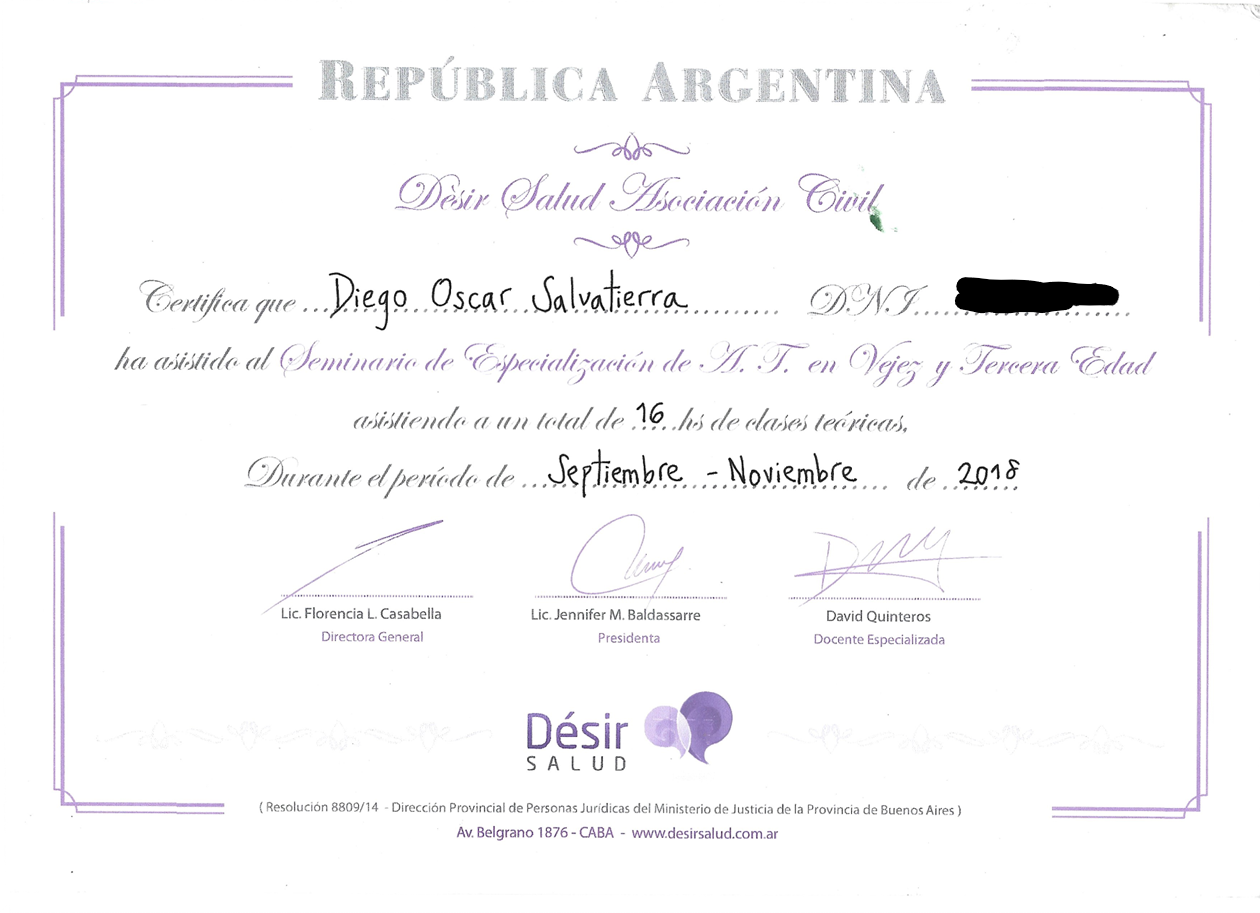 REPÚBLICA ARGENTINA
Dèsir Salud Asociación Civil
Certifica que ... Diego Oscar Salvatierra ............ D.N.I. .....
ha asistido al Seminario de Especialización de A. T. en Vejez y Tercera Edad
asistiendo a un total de 16 hs de clases teóricas,
Durante el período de ... Septiembre - Noviembre .... de 2018
Lic. Florencia L. Casabella
Directora General
Lic. Jennifer M. Baldassarre
Presidenta
David Quinteros
Docente Especializada
Désir
SALUD
( Resolución 8809/14 - Dirección Provincial de Personas Jurídicas del Ministerio de Justicia de la Provincia de Buenos Aires )
Av. Belgrano 1876 - CABA - www.desirsalud.com.ar